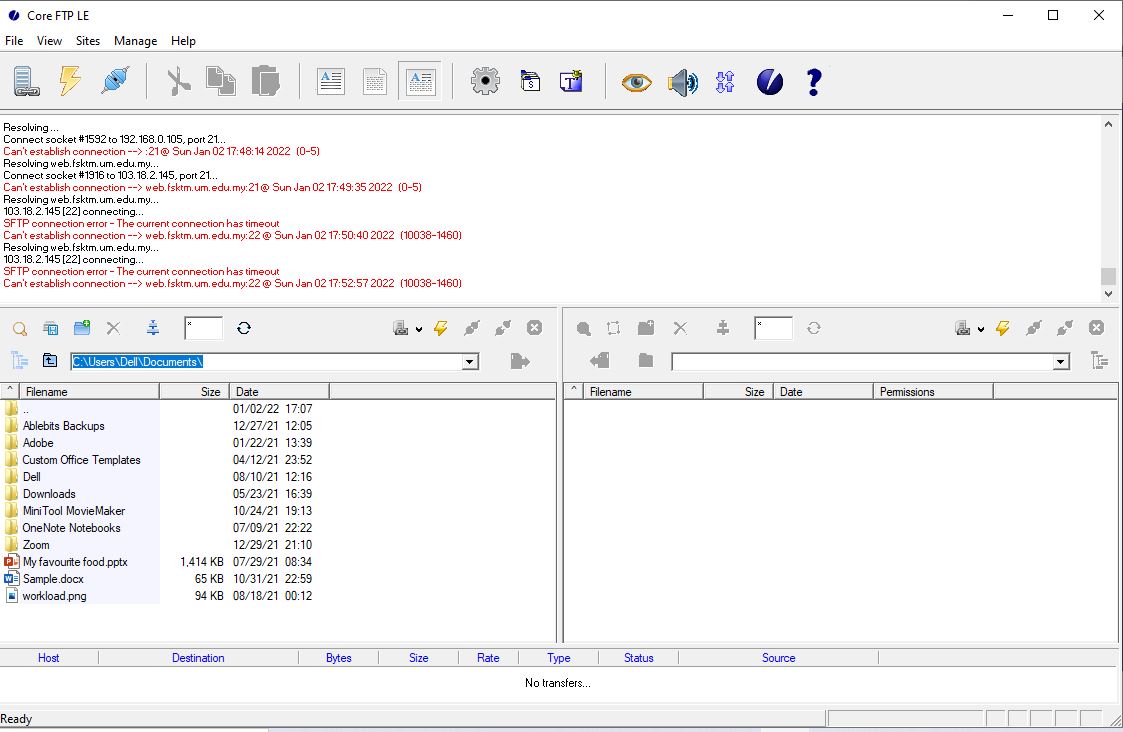 Core FTP LE
File View Sites Manage Help
Resolving ...
Connect socket #1592 to 192.168.0.105, port 21...
Can't establish connection --> :21 @ Sun Jan 02 17:48:14 2022 (0-5)
Resolving web.fsktm.um.edu.my...
Connect socket #1916 to 103.18.2.145, port 21...
Can't establish connection --> web.fsktm.um.edu.my:21 @ Sun Jan 02 17:49:35 2022 (0-5)
Resolving web.fsktm.um.edu.my...
103.18.2.145 [22] connecting...
SFTP connection error - The current connection has timeout
Can't establish connection --> web.fsktm.um.edu.my:22 @ Sun Jan 02 17:50:40 2022 (10038-1460)
Resolving web.fsktm.um.edu.my...
103.18.2.145 [22] connecting...
SFTP connection error - The current connection has timeout
Can't establish connection --> web.fsktm.um.edu.my:22 @ Sun Jan 02 17:52:57 2022 (10038-1460)
* *
C:\Users\Dell\Documents\
^ Filename Size Date
.. 01/02/22 17:07
Ablebits Backups 12/27/21 12:05
Adobe 01/22/21 13:39
Custom Office Templates 04/12/21 23:52
Dell 08/10/21 12:16
Downloads 05/23/21 16:39
MiniTool MovieMaker 10/24/21 19:13
OneNote Notebooks 07/09/21 22:22
Zoom 12/29/21 21:10
My favourite food.pptx 1,414 KB 07/29/21 08:34
Sample.docx 65 KB 10/31/21 22:59
workload.png 94 KB 08/18/21 00:12
^ Filename Size Date Permissions
Host Destination Bytes Size Rate Type Status Source
No transfers...
Ready